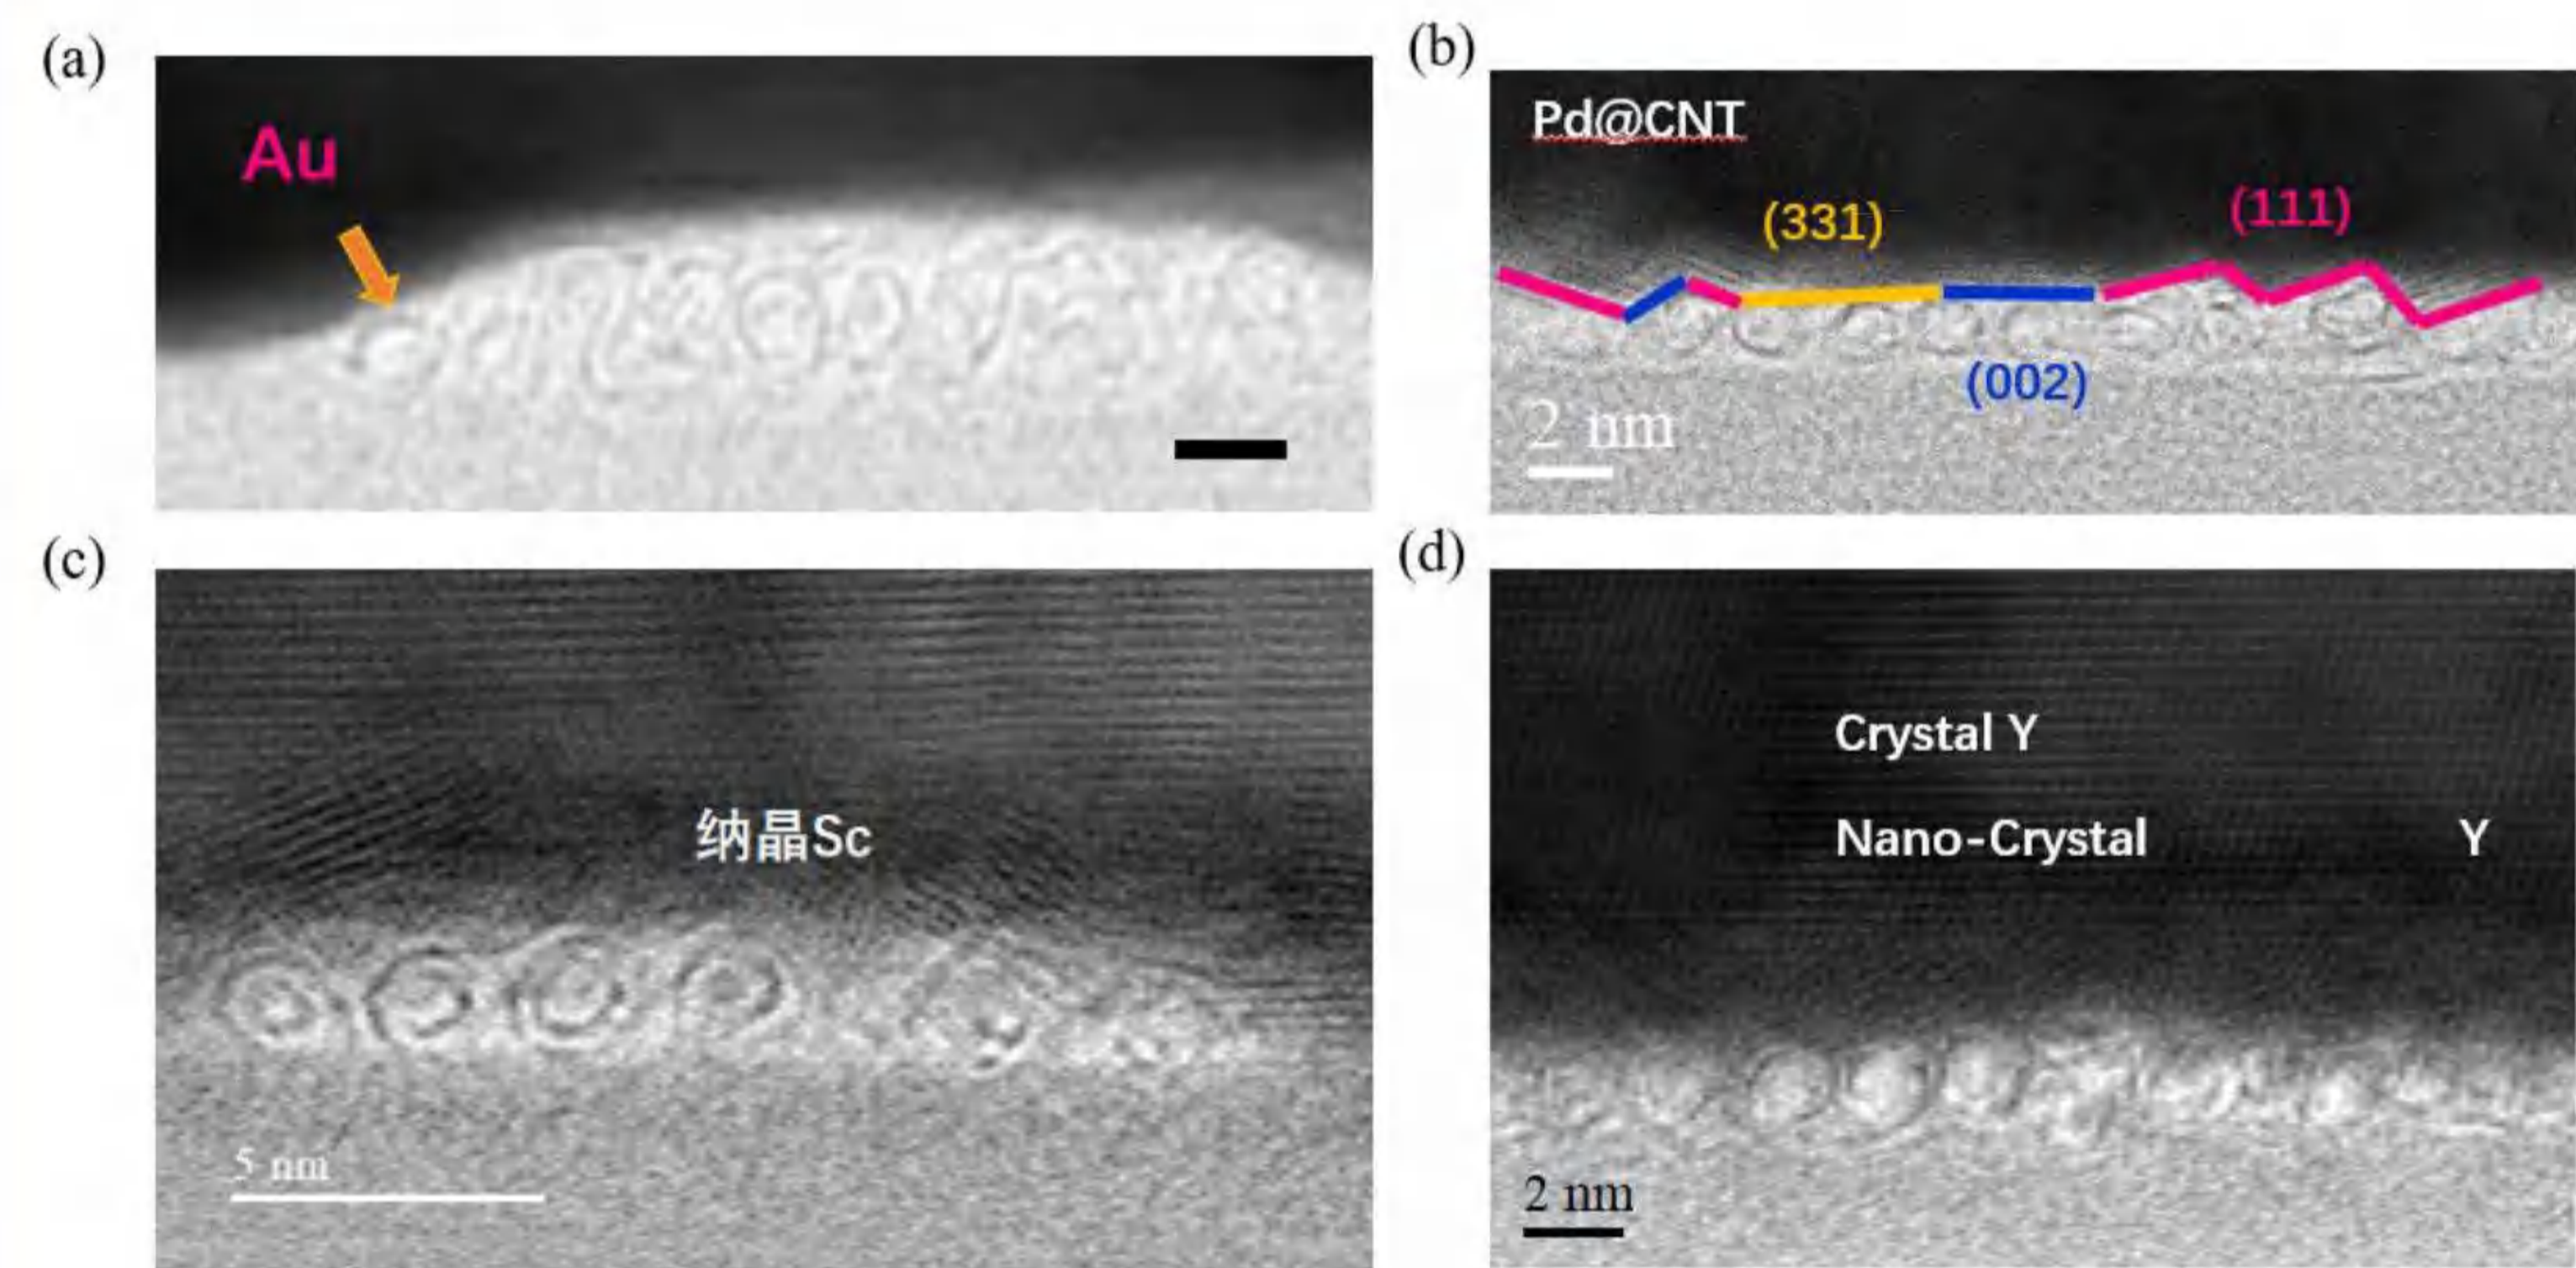 (a)
Au
(b)
Pd@CNT
(331)
(111)
(002)
2 nm
(c)
纳晶Sc
5 nm
(d)
Crystal Y
Nano-Crystal Y
2 nm